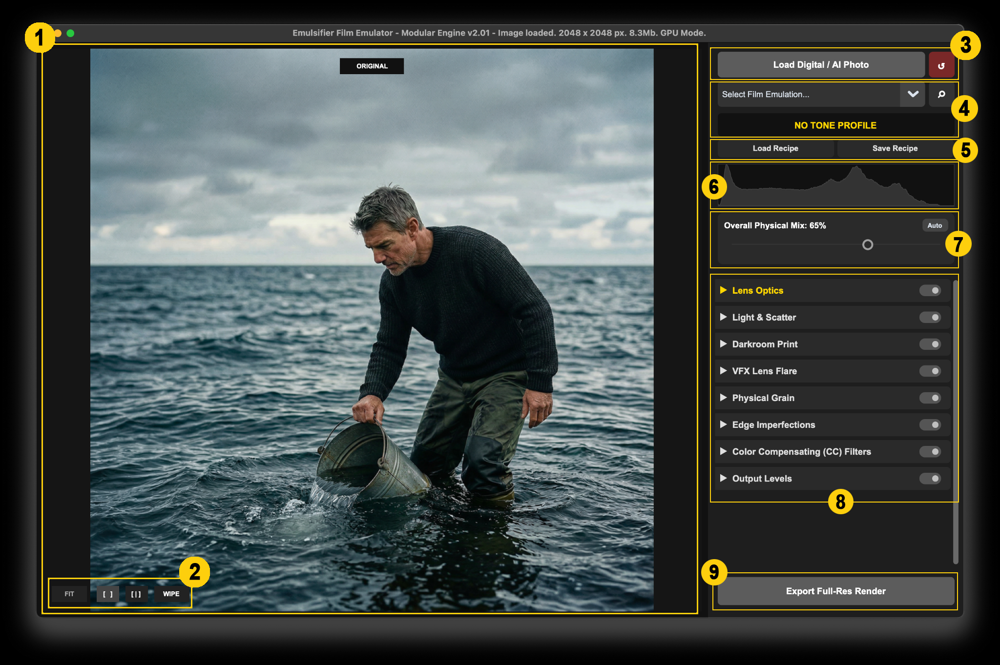 1
Emulsifier Film Emulator - Modular Engine v2.01 - Image loaded. 2048 x 2048 px. 8.3Mb. GPU Mode.
ORIGINAL
2
FIT
[ ]
[|]
WIPE
3
Load Digital / AI Photo
↺
Select Film Emulation...
4
NO TONE PROFILE
Load Recipe
Save Recipe
5
6
Overall Physical Mix: 65%
Auto
7
Lens Optics
Light & Scatter
Darkroom Print
VFX Lens Flare
Physical Grain
Edge Imperfections
Color Compensating (CC) Filters
Output Levels
8
9
Export Full-Res Render